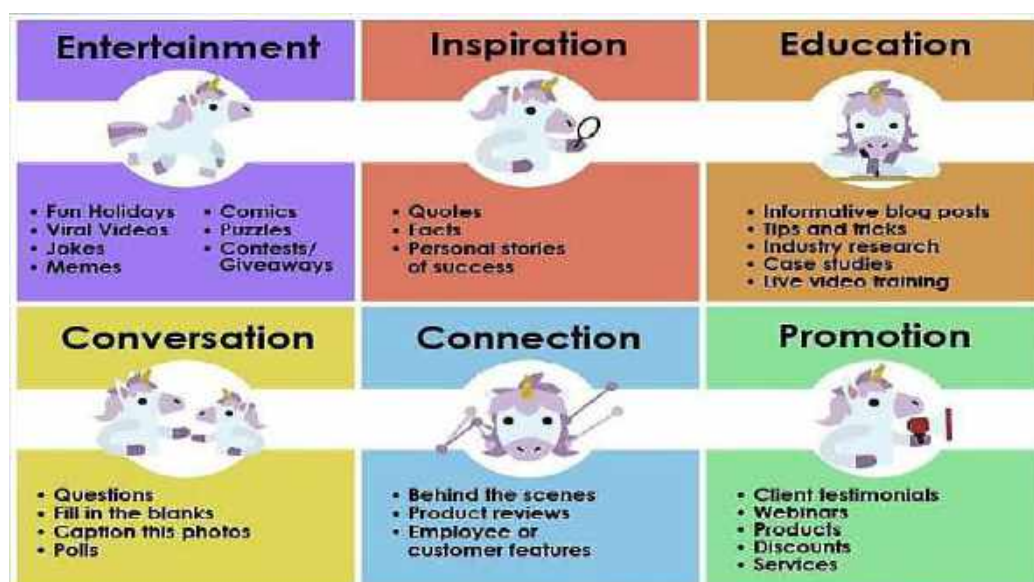 Entertainment
• Fun Holidays
• Viral Videos
• Jokes
• Memes
• Comics
• Puzzles
• Contests/
Giveaways
Inspiration
• Quotes
• Facts
• Personal stories
of success
Education
• Informative blog posts
• Tips and tricks
• Industry research
• Case studies
• Live video training
Conversation
• Questions
• Fill in the blanks
• Caption this photos
• Polls
Connection
• Behind the scenes
• Product reviews
• Employee or
customer features
Promotion
• Client testimonials
• Webinars
• Products
• Discounts
• Services